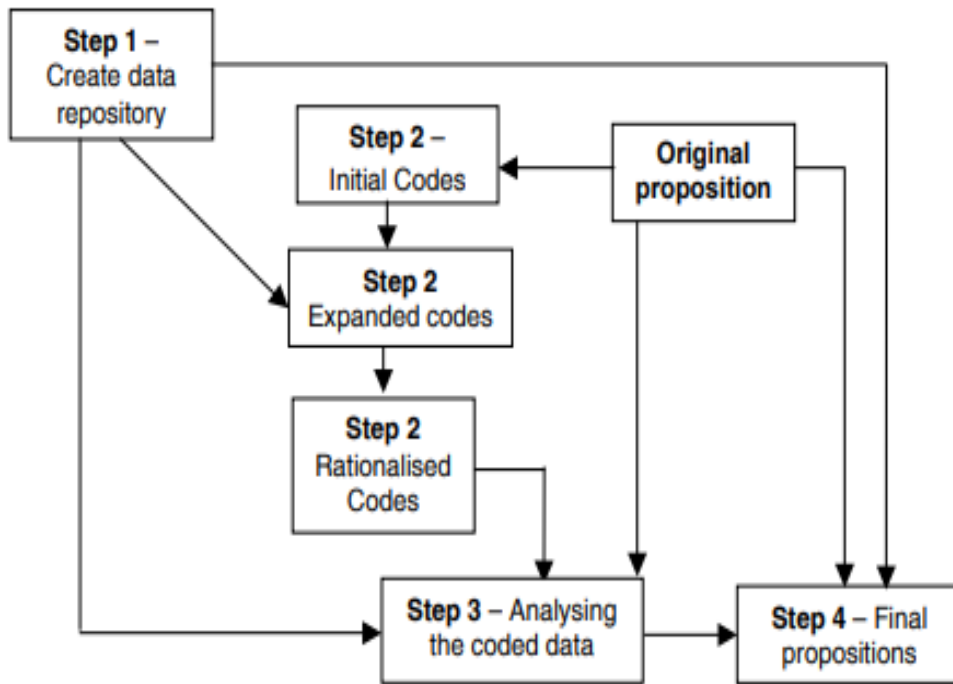 Step 1 –
Create data
repository
Step 2 –
Initial Codes
Original
proposition
Step 2
Expanded codes
Step 2
Rationalised
Codes
Step 3 – Analysing
the coded data
Step 4 – Final
propositions